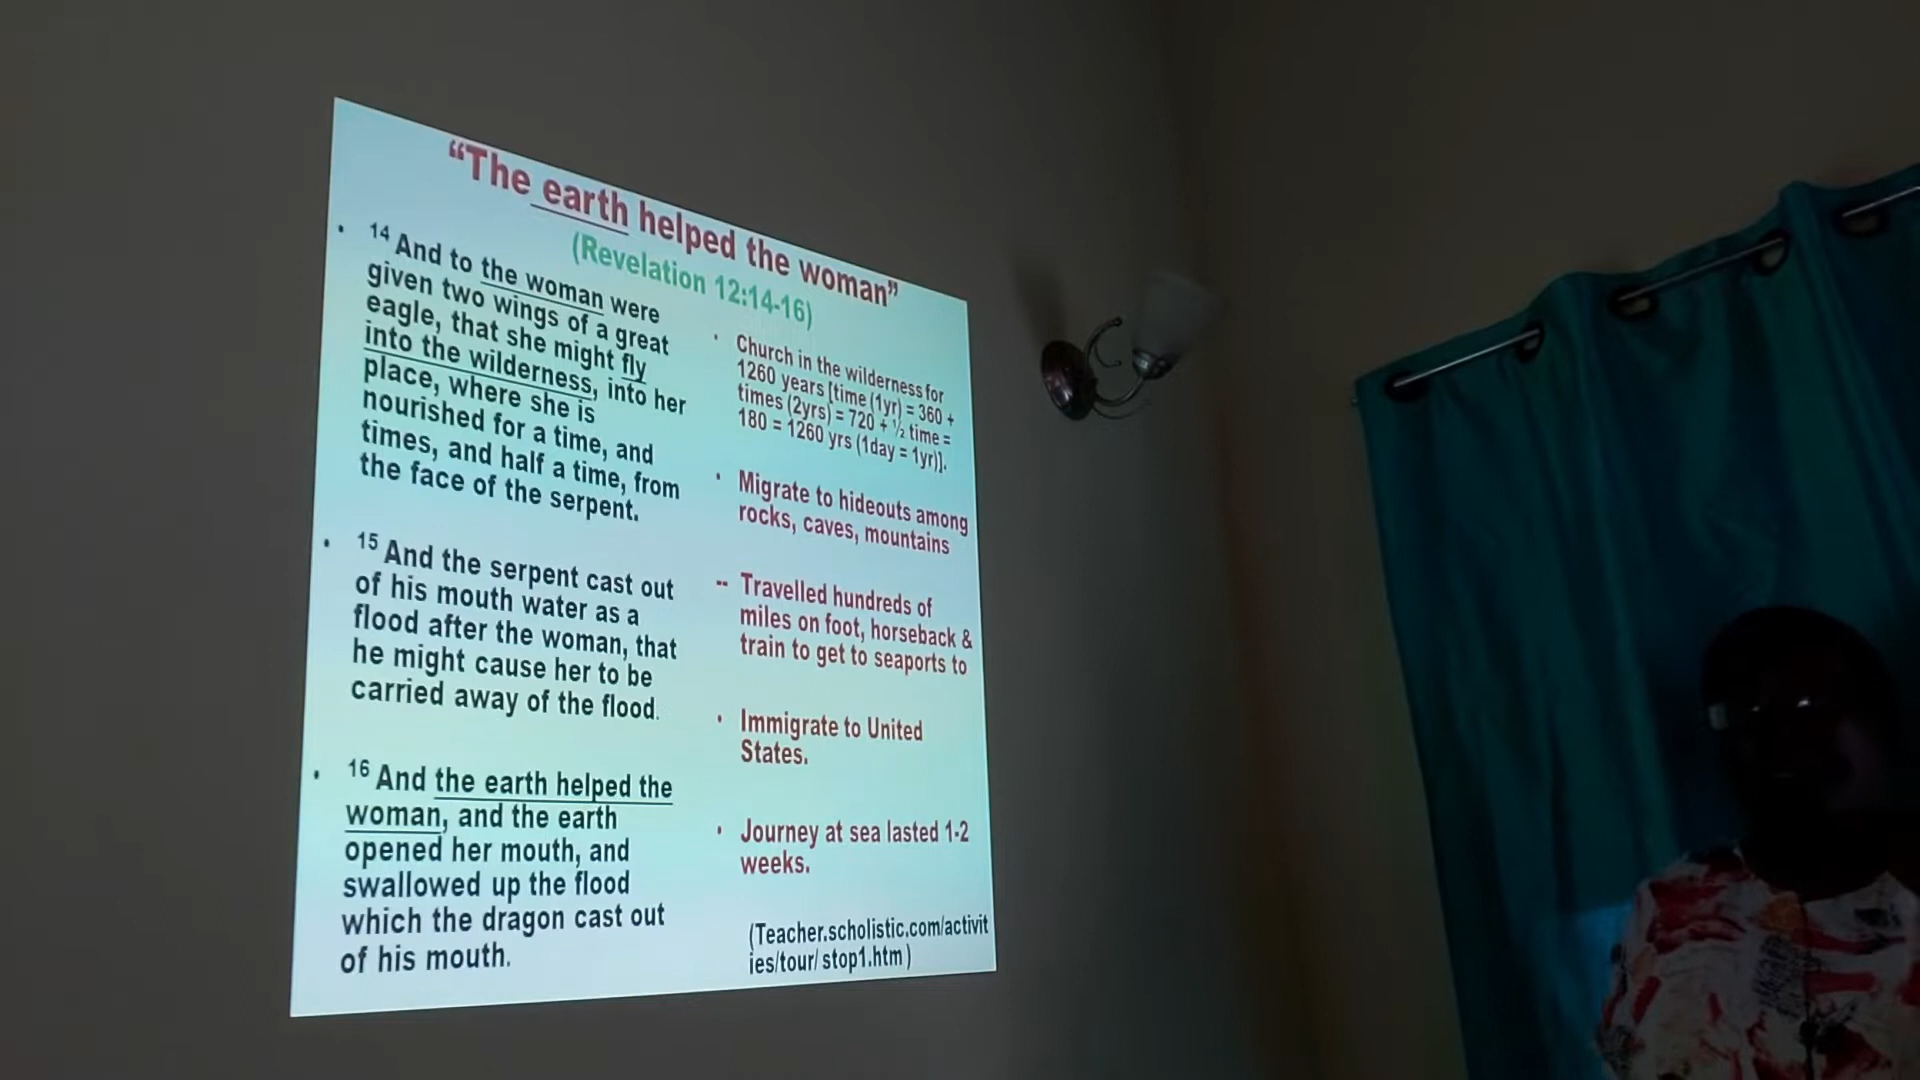 “The earth helped the woman”
(Revelation 12:14-16)
· 14 And to the woman were
given two wings of a great
eagle, that she might fly
into the wilderness, into her
place, where she is
nourished for a time, and
times, and half a time, from
the face of the serpent.
· 15 And the serpent cast out
of his mouth water as a
flood after the woman, that
he might cause her to be
carried away of the flood.
· 16 And the earth helped the
woman, and the earth
opened her mouth, and
swallowed up the flood
which the dragon cast out
of his mouth.
· Church in the wilderness for
1260 years [time (1yr) = 360 +
times (2yrs) = 720 + ½ time =
180 = 1260 yrs (1day = 1yr)].
· Migrate to hideouts among
rocks, caves, mountains
-- Travelled hundreds of
miles on foot, horseback &
train to get to seaports to
· Immigrate to United
States.
· Journey at sea lasted 1-2
weeks.
(Teacher.scholistic.com/activit
ies/tour/ stop1.htm )